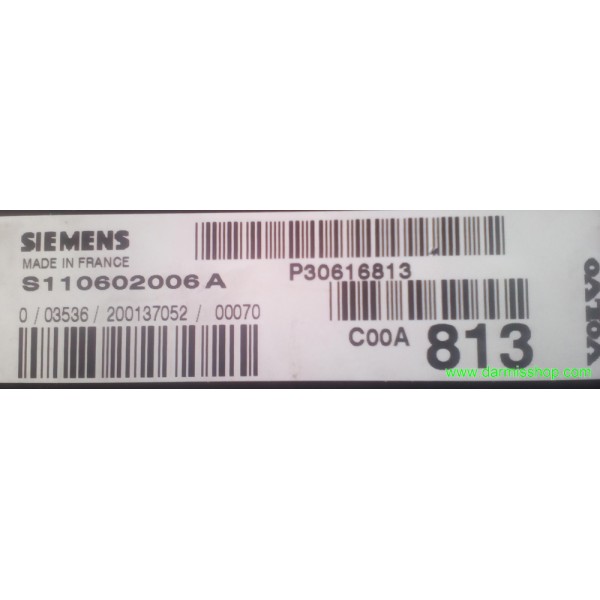 SIEMENS
MADE IN FRANCE
S110602006 A
0 / 03536 / 200137052 / 00070
P30616813
C00A 813
VOLVO
www.darmisshop.com